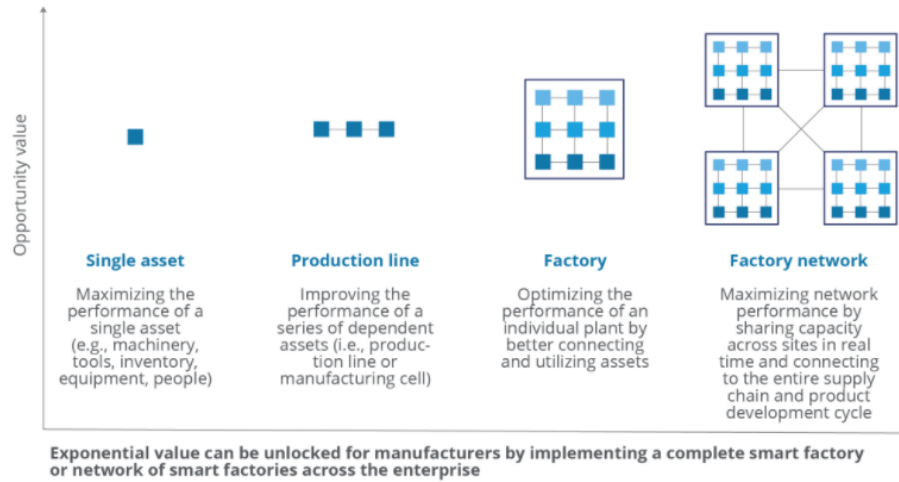 Opportunity value
Single asset
Maximizing the
performance of a
single asset
(e.g., machinery,
tools, inventory,
equipment, people)
Production line
Improving the
performance of a
series of dependent
assets (i.e., produc-
tion line or
manufacturing cell)
Factory
Optimizing the
performance of an
individual plant by
better connecting
and utilizing assets
Factory network
Maximizing network
performance by
sharing capacity
across sites in real
time and connecting
to the entire supply
chain and product
development cycle
Exponential value can be unlocked for manufacturers by implementing a complete smart factory
or network of smart factories across the enterprise